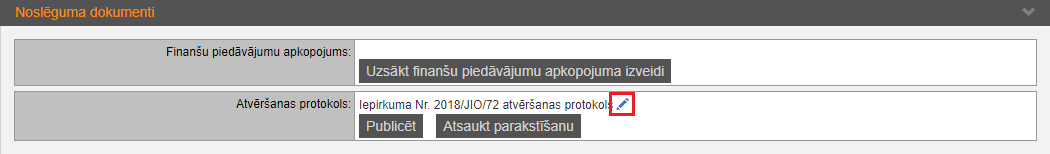 Noslēguma dokumenti
Finanšu piedāvājumu apkopojums:
Uzsākt finanšu piedāvājumu apkopojuma izveidi
Atvēršanas protokols: Iepirkuma Nr. 2018/JIO/72 atvēršanas protokols
Publicēt Atsaukt parakstīšanu